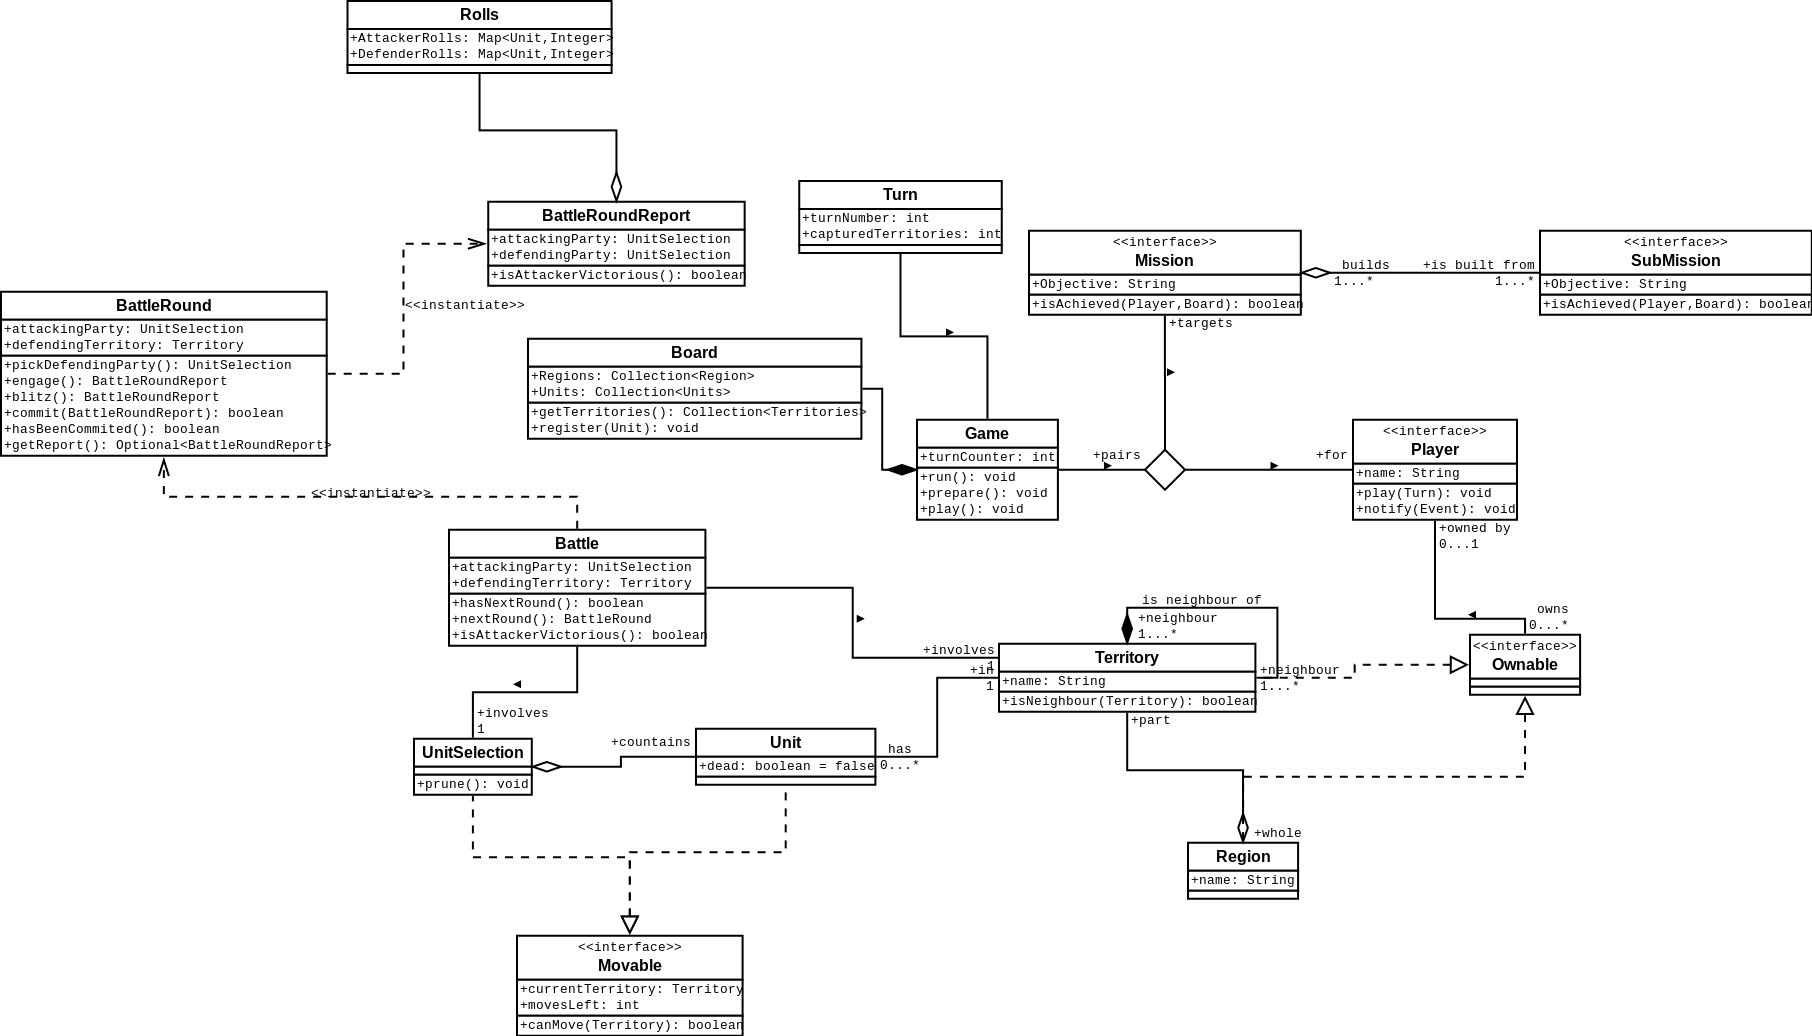 Rolls
+AttackerRolls: Map<Unit,Integer>
+DefenderRolls: Map<Unit,Integer>
BattleRoundReport
+attackingParty: UnitSelection
+defendingParty: UnitSelection
+isAttackerVictorious(): boolean
Turn
+turnNumber: int
+capturedTerritories: int
<<interface>>
Mission
+Objective: String
+isAchieved(Player,Board): boolean
builds
1...*
+is built from
1...*
<<interface>>
SubMission
+Objective: String
+isAchieved(Player,Board): boolean
+targets
<<instantiate>>
BattleRound
+attackingParty: UnitSelection
+defendingTerritory: Territory
+pickDefendingParty(): UnitSelection
+engage(): BattleRoundReport
+blitz(): BattleRoundReport
+commit(BattleRoundReport): boolean
+hasBeenCommited(): boolean
+getReport(): Optional<BattleRoundReport>
Board
+Regions: Collection<Region>
+Units: Collection<Units>
+getTerritories(): Collection<Territories>
+register(Unit): void
Game
+turnCounter: int
+run(): void
+prepare(): void
+play(): void
+pairs
+for
<<interface>>
Player
+name: String
+play(Turn): void
+notify(Event): void
+owned by
0...1
<<instantiate>>
Battle
+attackingParty: UnitSelection
+defendingTerritory: Territory
+hasNextRound(): boolean
+nextRound(): BattleRound
+isAttackerVictorious(): boolean
is neighbour of
+neighbour
1...*
owns
0...*
+involves
1
+in
1
Territory
+name: String
+isNeighbour(Territory): boolean
+neighbour
1...*
<<interface>>
Ownable
+part
+involves
1
UnitSelection
+prune(): void
+countains
Unit
+dead: boolean = false
has
0...*
+whole
Region
+name: String
<<interface>>
Movable
+currentTerritory: Territory
+movesLeft: int
+canMove(Territory): boolean